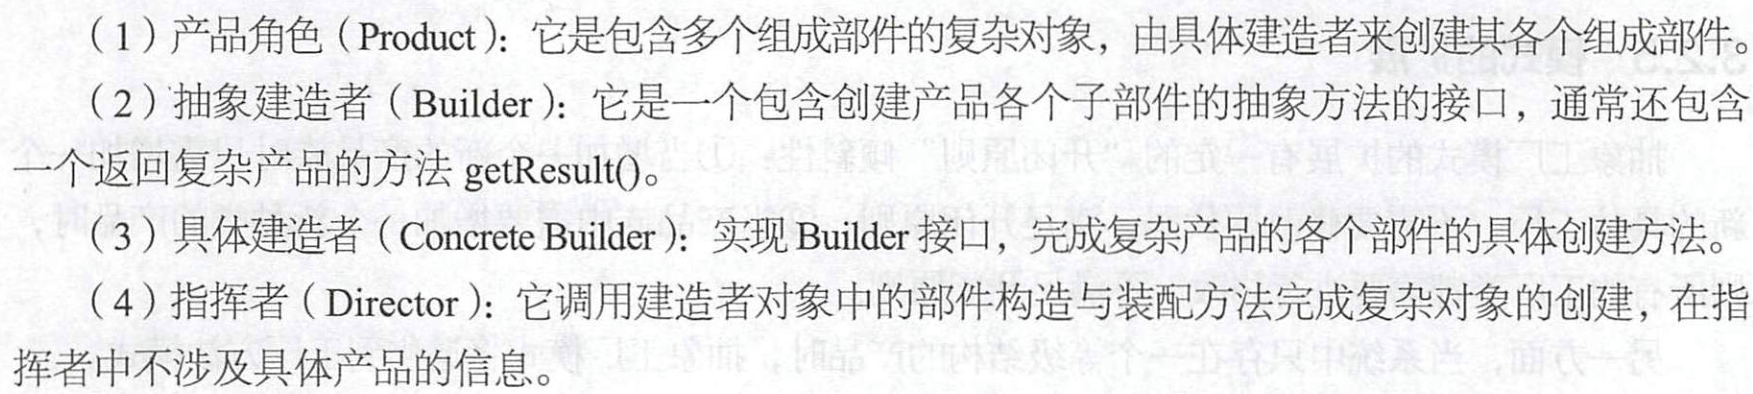 （1）产品角色（Product）：它是包含多个组成部件的复杂对象，由具体建造者来创建其各个组成部件。
（2）抽象建造者（Builder）：它是一个包含创建产品各个子部件的抽象方法的接口，通常还包含
一个返回复杂产品的方法 getResult()。
（3）具体建造者（Concrete Builder）：实现 Builder 接口，完成复杂产品的各个部件的具体创建方法。
（4）指挥者（Director）：它调用建造者对象中的部件构造与装配方法完成复杂对象的创建，在指
挥者中不涉及具体产品的信息。